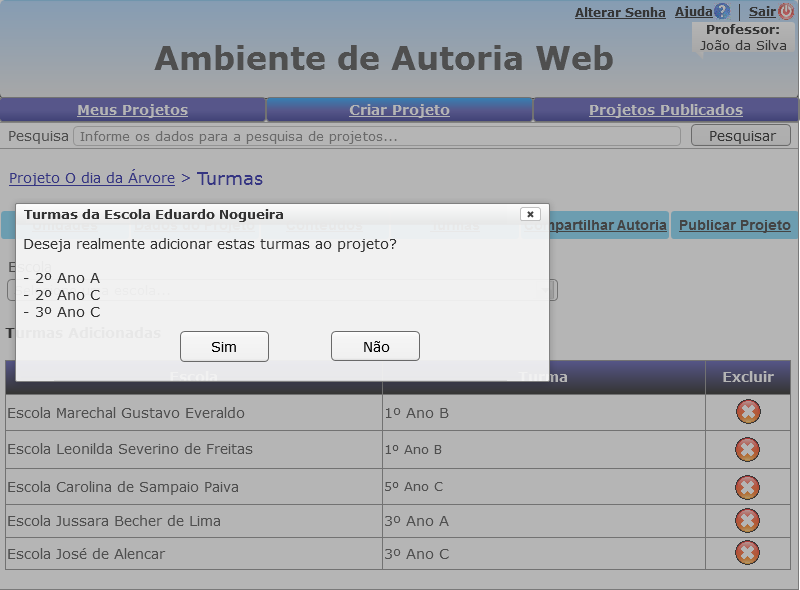 Alterar Senha Ajuda ? | Sair
Professor:
João da Silva
Ambiente de Autoria Web
Meus Projetos Criar Projeto Projetos Publicados
Pesquisa Informe os dados para a pesquisa de projetos... Pesquisar
Projeto O dia da Árvore > Turmas
Turmas da Escola Eduardo Nogueira
Compartilhar Autoria Publicar Projeto
Deseja realmente adicionar estas turmas ao projeto?
Escola
- 2º Ano A
- 2º Ano C
- 3º Ano C
Turmas Adicionadas
Sim Não
Escola Turma Excluir
Escola Marechal Gustavo Everaldo 1º Ano B
Escola Leonilda Severino de Freitas 1º Ano B
Escola Carolina de Sampaio Paiva 5º Ano C
Escola Jussara Becher de Lima 3º Ano A
Escola José de Alencar 3º Ano C